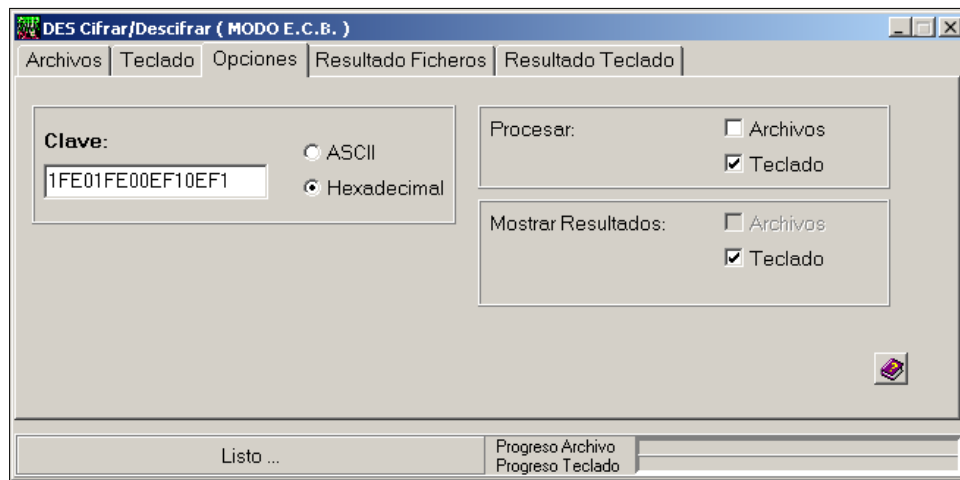 DES Cifrar/Descifrar ( MODO E.C.B. )
Archivos Teclado Opciones Resultado Ficheros Resultado Teclado
Clave:
1FE01FE00EF10EF1
ASCII
Hexadecimal
Procesar:
Archivos
Teclado
Mostrar Resultados:
Archivos
Teclado
Listo ...
Progreso Archivo
Progreso Teclado